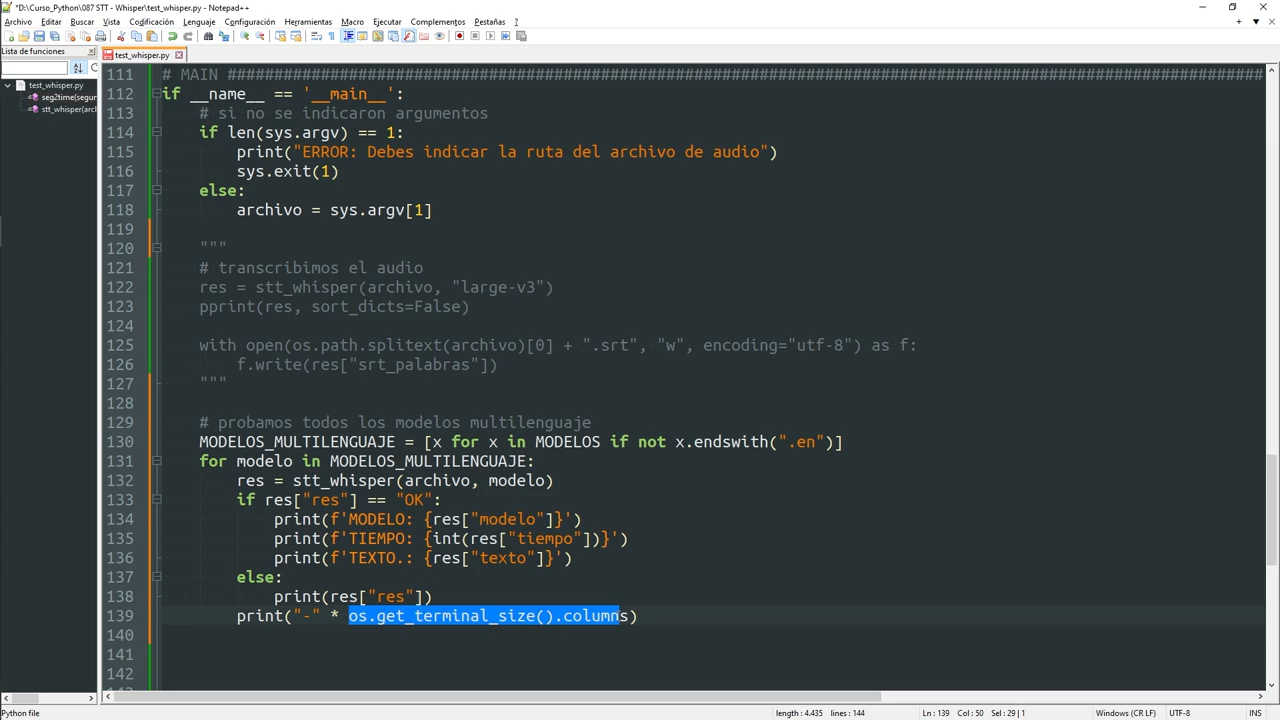 *D:\Curso_Python\087 STT - Whisper\test_whisper.py - Notepad++
Archivo Editar Buscar Vista Codificación Lenguaje Configuración Herramientas Macro Ejecutar Complementos Pestañas ?
Lista de funciones
test_whisper.py
test_whisper.py
seg2time(segur
stt_whisper(arch
111 # MAIN ###############################################################################################################
112 if __name__ == '__main__':
113 # si no se indicaron argumentos
114 if len(sys.argv) == 1:
115 print("ERROR: Debes indicar la ruta del archivo de audio")
116 sys.exit(1)
117 else:
118 archivo = sys.argv[1]
119
120 """
121 # transcribimos el audio
122 res = stt_whisper(archivo, "large-v3")
123 pprint(res, sort_dicts=False)
124
125 with open(os.path.splitext(archivo)[0] + ".srt", "w", encoding="utf-8") as f:
126 f.write(res["srt_palabras"])
127 """
128
129 # probamos todos los modelos multilenguaje
130 MODELOS_MULTILENGUAJE = [x for x in MODELOS if not x.endswith(".en")]
131 for modelo in MODELOS_MULTILENGUAJE:
132 res = stt_whisper(archivo, modelo)
133 if res["res"] == "OK":
134 print(f'MODELO: {res["modelo"]}')
135 print(f'TIEMPO: {int(res["tiempo"])}')
136 print(f'TEXTO.: {res["texto"]}')
137 else:
138 print(res["res"])
139 print("-" * os.get_terminal_size().columns)
140
141
142
Python file length : 4.435 lines : 144 Ln : 139 Col : 50 Sel : 29 | 1 Windows (CR LF) UTF-8 INS